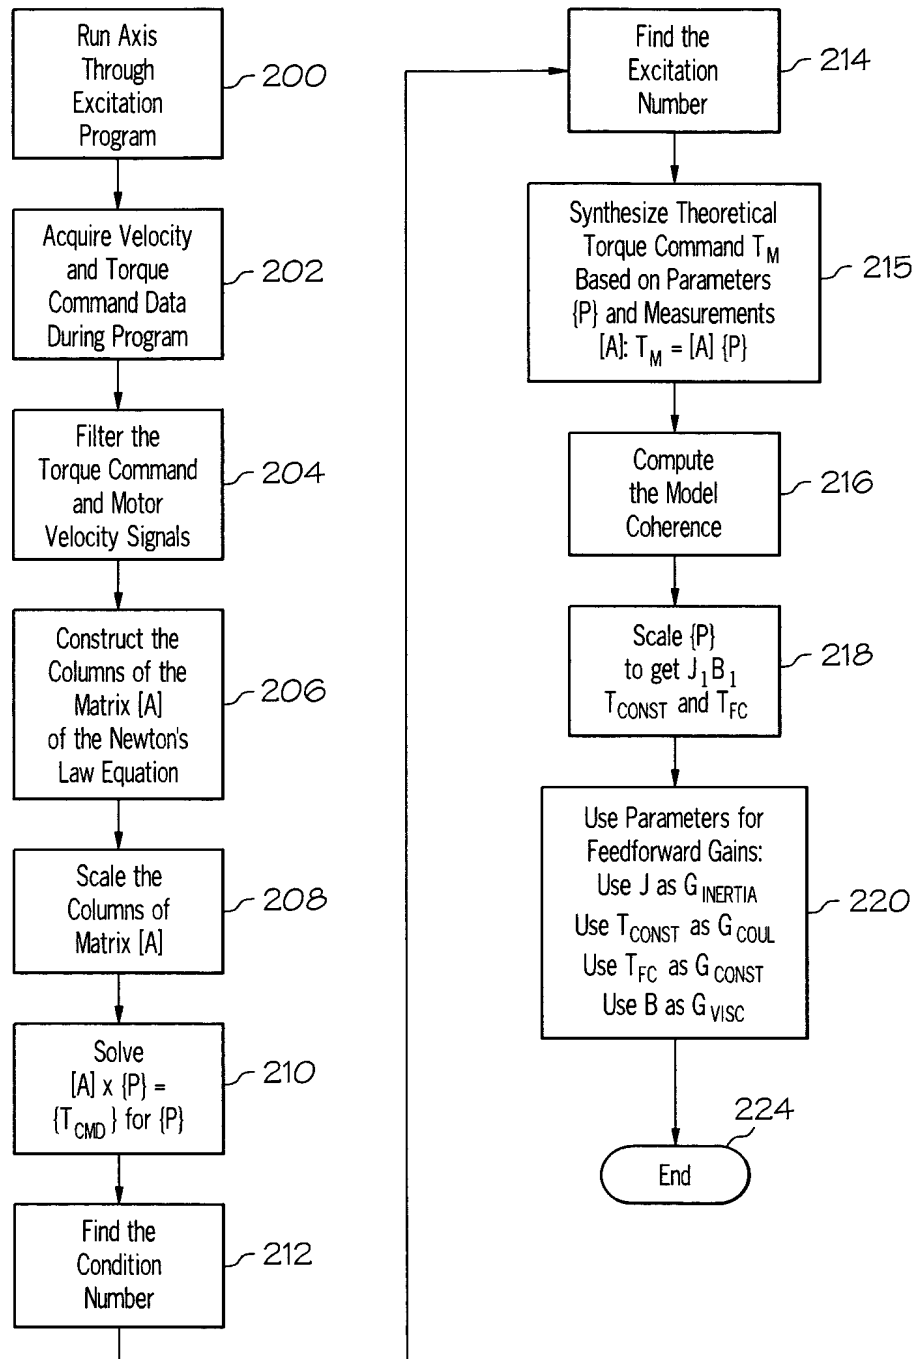 Run Axis
Through
Excitation
Program
200
Acquire Velocity
and Torque
Command Data
During Program
202
Filter the
Torque Command
and Motor
Velocity Signals
204
Construct the
Columns of the
Matrix [A]
of the Newton's
Law Equation
206
Scale the
Columns of
Matrix [A]
208
Solve
[A] x {P} =
{T_CMD} for {P}
210
Find the
Condition
Number
212
Find the
Excitation
Number
214
Synthesize Theoretical
Torque Command T_M
Based on Parameters
{P} and Measurements
[A]: T_M = [A] {P}
215
Compute
the Model
Coherence
216
Scale {P}
to get J_1 B_1
T_CONST and T_FC
218
Use Parameters for
Feedforward Gains:
Use J as G_INERTIA
Use T_CONST as G_COUL
Use T_FC as G_CONST
Use B as G_VISC
220
224
End